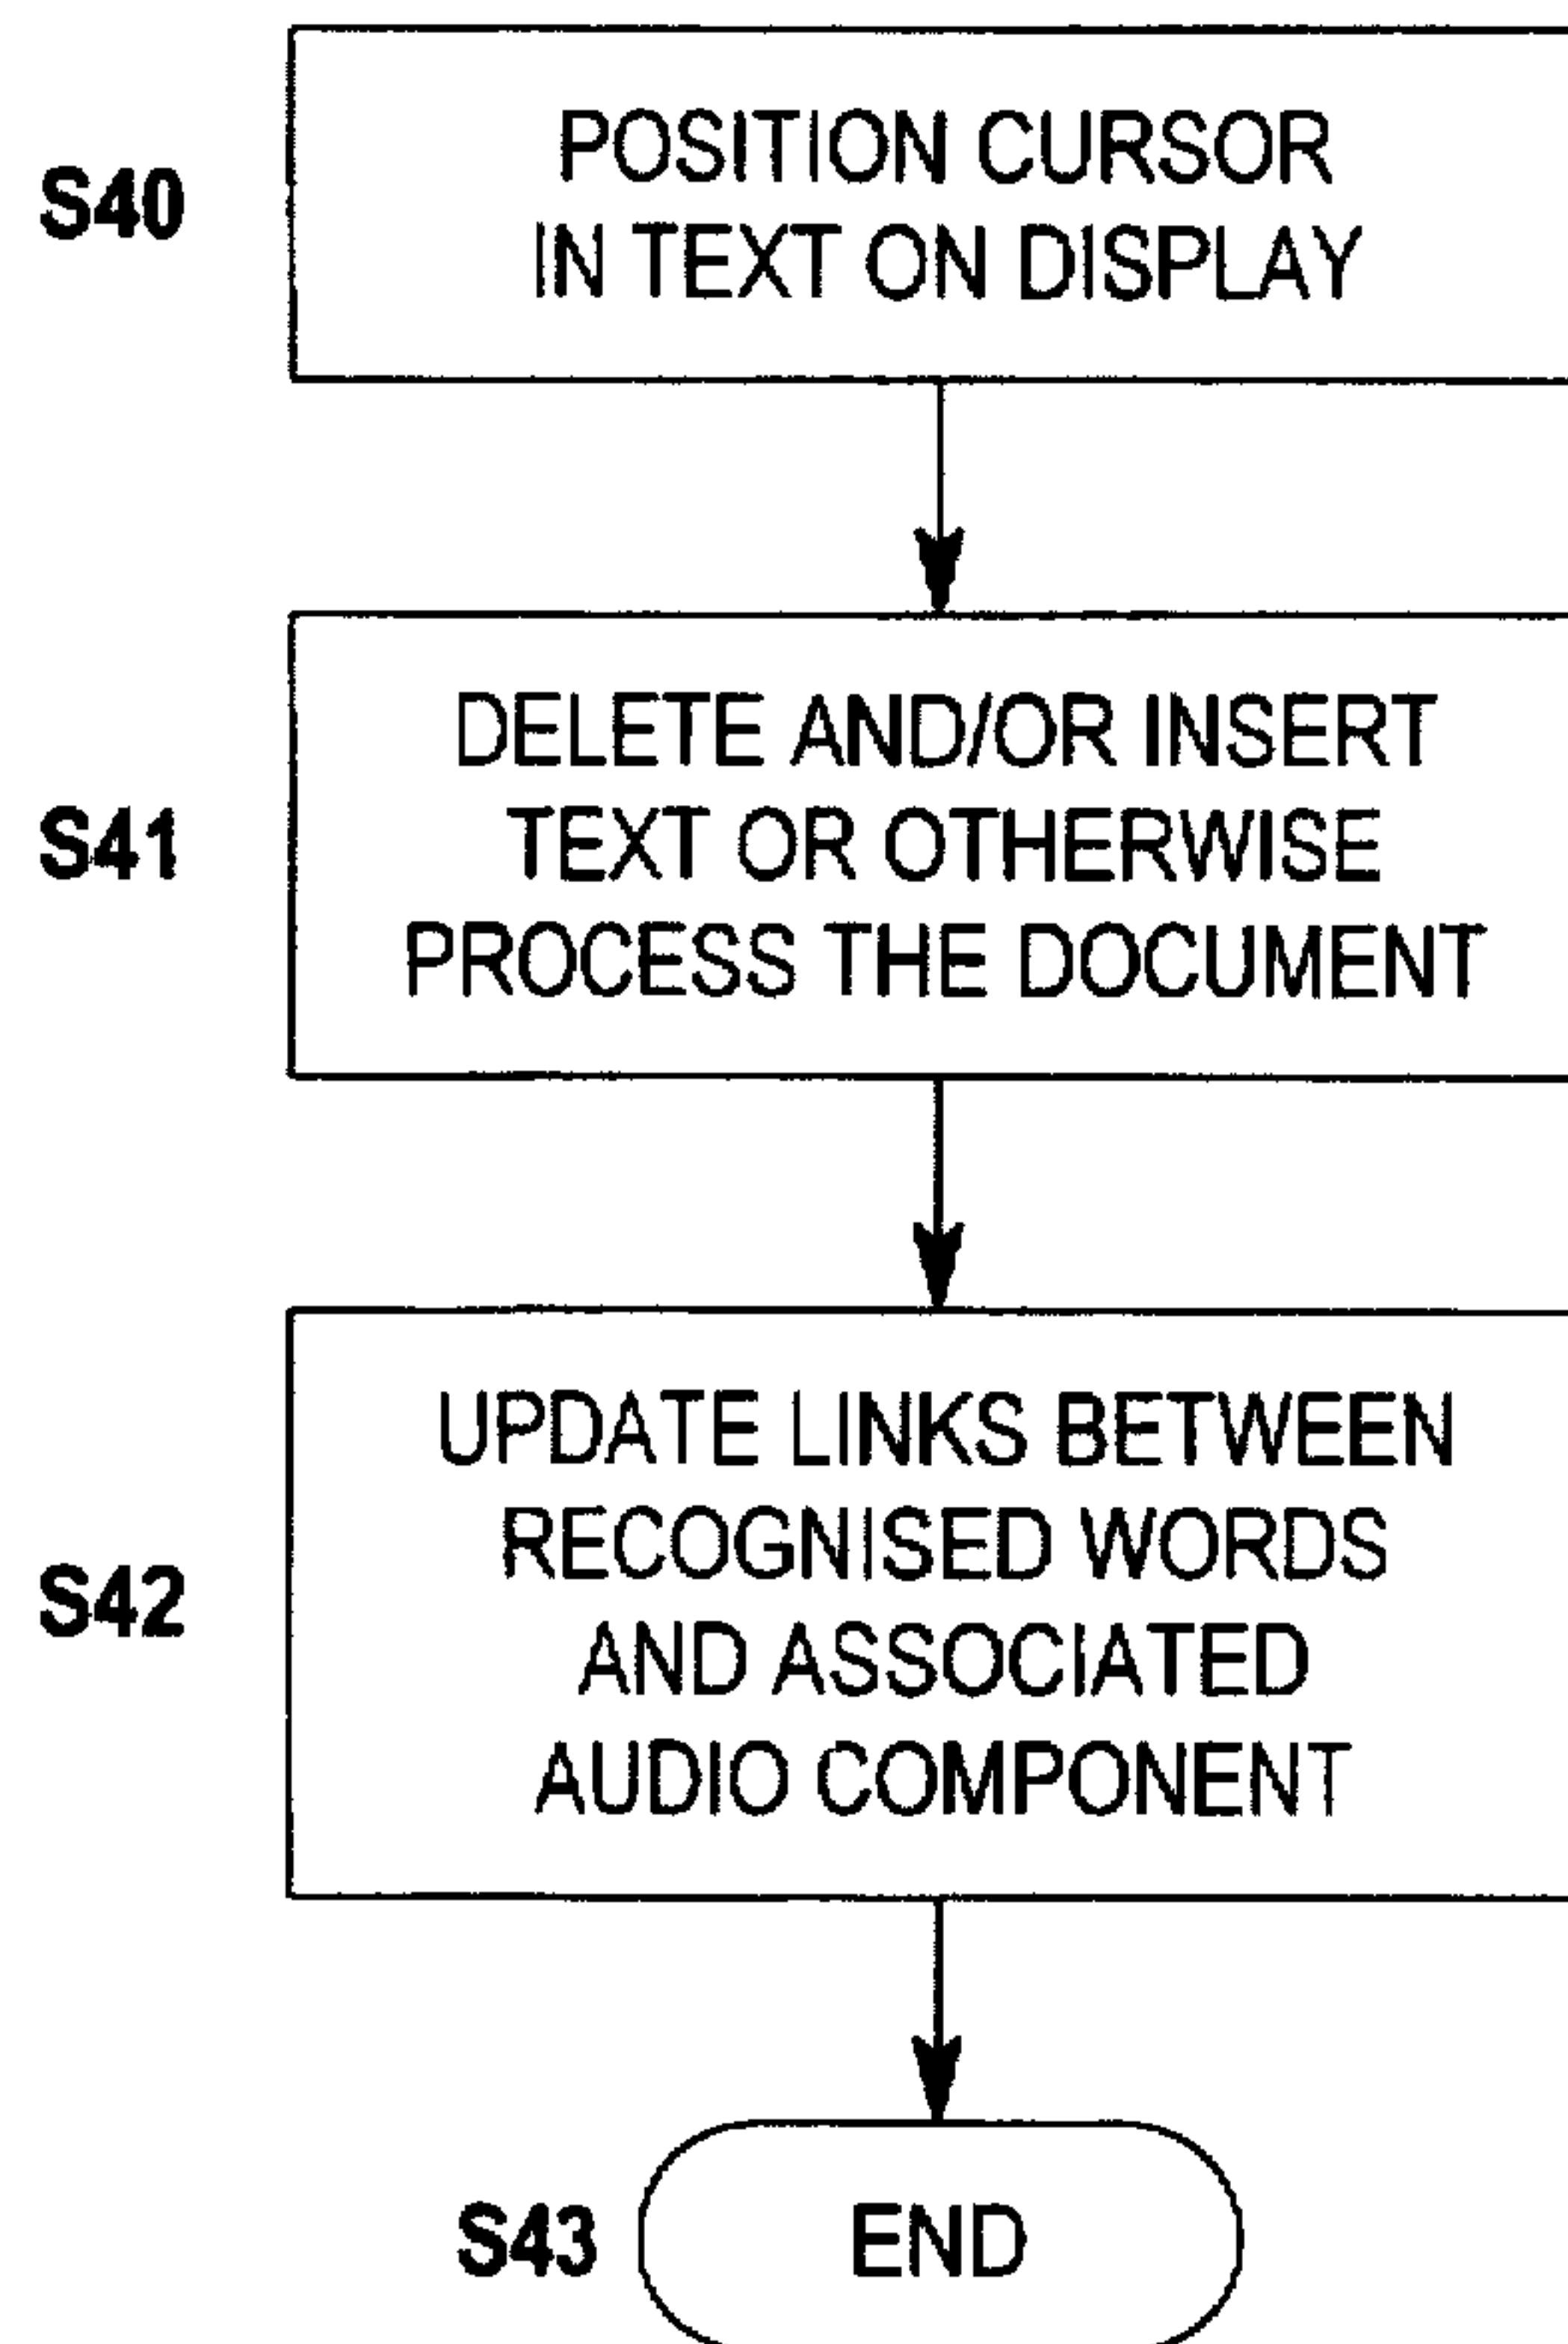 S40
POSITION CURSOR
IN TEXT ON DISPLAY
S41
DELETE AND/OR INSERT
TEXT OR OTHERWISE
PROCESS THE DOCUMENT
S42
UPDATE LINKS BETWEEN
RECOGNISED WORDS
AND ASSOCIATED
AUDIO COMPONENT
S43
END